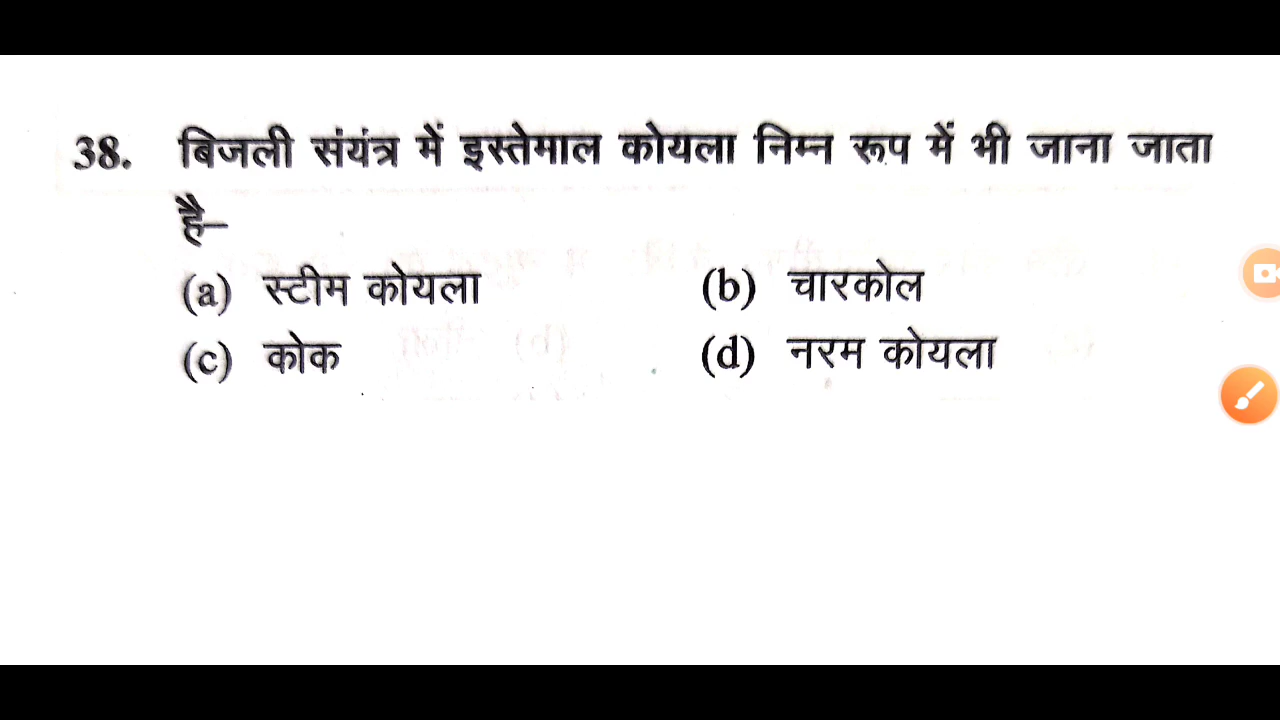 38. बिजली संयंत्र में इस्तेमाल कोयला निम्न रूप में भी जाना जाता
है–
(a) स्टीम कोयला (b) चारकोल
(c) कोक (d) नरम कोयला